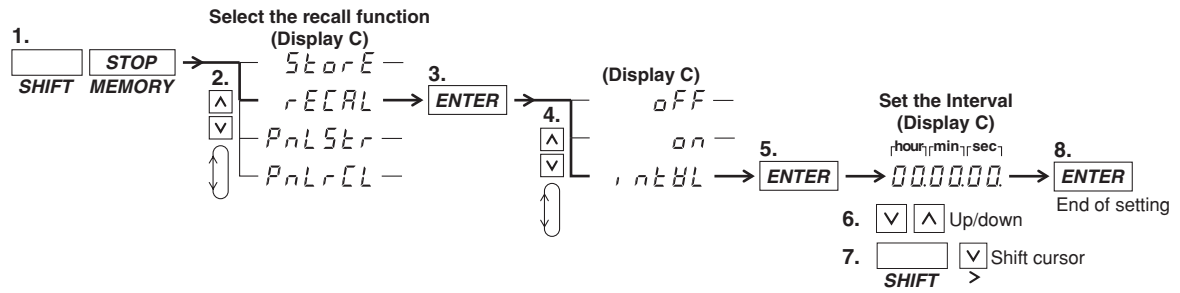 Select the recall function
(Display C)
1.
STOP
SHIFT MEMORY
2.
StorE
rECAL
PnLStr
PnLrCL
3.
ENTER
(Display C)
4.
oFF
on
intVL
5.
ENTER
Set the Interval
(Display C)
hour min sec
00.00.00.
8.
ENTER
End of setting
6. Up/down
7. Shift cursor
SHIFT >